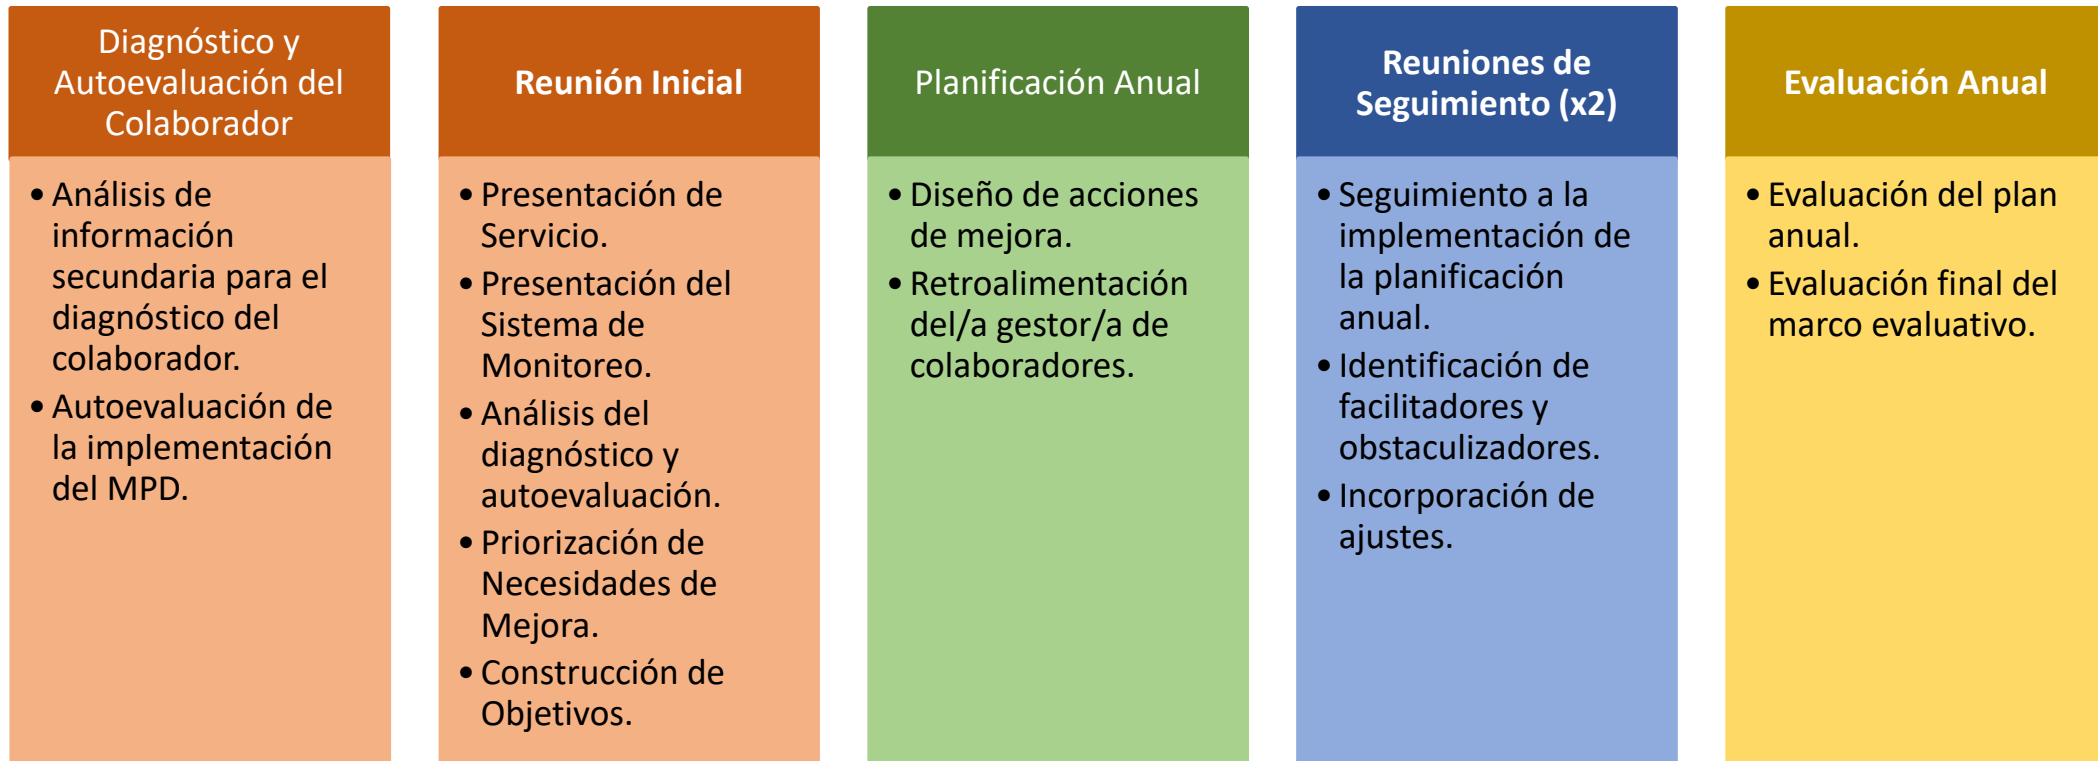 Diagnóstico y
Autoevaluación del
Colaborador
• Análisis de
información
secundaria para el
diagnóstico del
colaborador.
• Autoevaluación de
la implementación
del MPD.
Reunión Inicial
• Presentación de
Servicio.
• Presentación del
Sistema de
Monitoreo.
• Análisis del
diagnóstico y
autoevaluación.
• Priorización de
Necesidades de
Mejora.
• Construcción de
Objetivos.
Planificación Anual
• Diseño de acciones
de mejora.
• Retroalimentación
del/a gestor/a de
colaboradores.
Reuniones de
Seguimiento (x2)
• Seguimiento a la
implementación de
la planificación
anual.
• Identificación de
facilitadores y
obstaculizadores.
• Incorporación de
ajustes.
Evaluación Anual
• Evaluación del plan
anual.
• Evaluación final del
marco evaluativo.